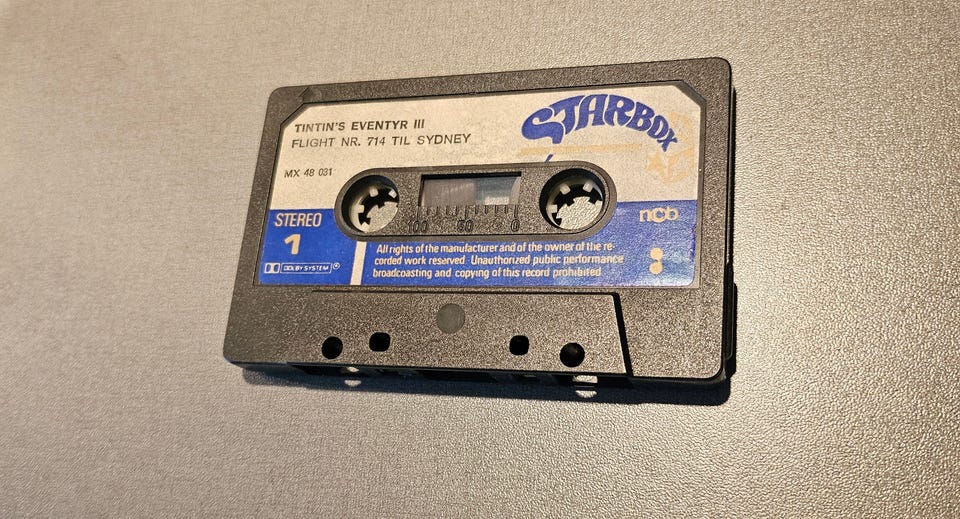 TINTIN'S EVENTYR III
FLIGHT NR. 714 TIL SYDNEY
STARBOX
MX 48 031
STEREO
1
DOLBY SYSTEM®
100 50 0
ncb
All rights of the manufacturer and of the owner of the re-
corded work reserved. Unauthorized public performance
broadcasting and copying of this record prohibited